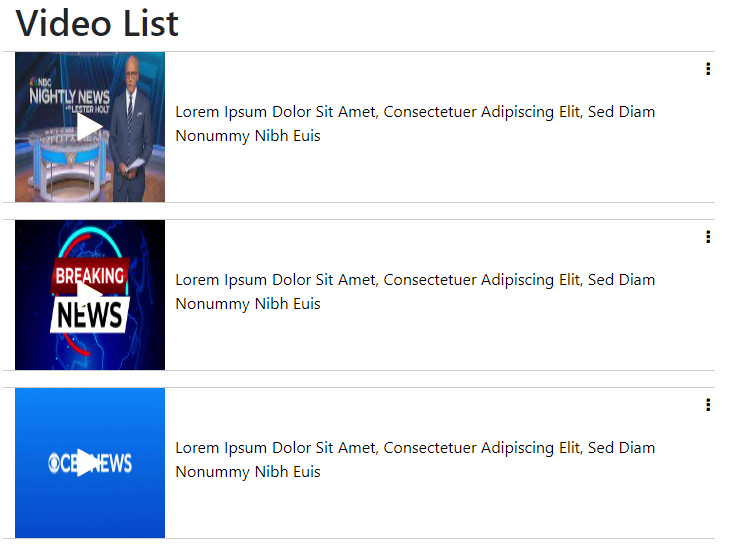 Video List
NBC
NIGHTLY NEWS
WITH LESTER HOLT
Lorem Ipsum Dolor Sit Amet, Consectetuer Adipiscing Elit, Sed Diam
Nonummy Nibh Euis
BREAKING
NEWS
Lorem Ipsum Dolor Sit Amet, Consectetuer Adipiscing Elit, Sed Diam
Nonummy Nibh Euis
CBS NEWS
Lorem Ipsum Dolor Sit Amet, Consectetuer Adipiscing Elit, Sed Diam
Nonummy Nibh Euis